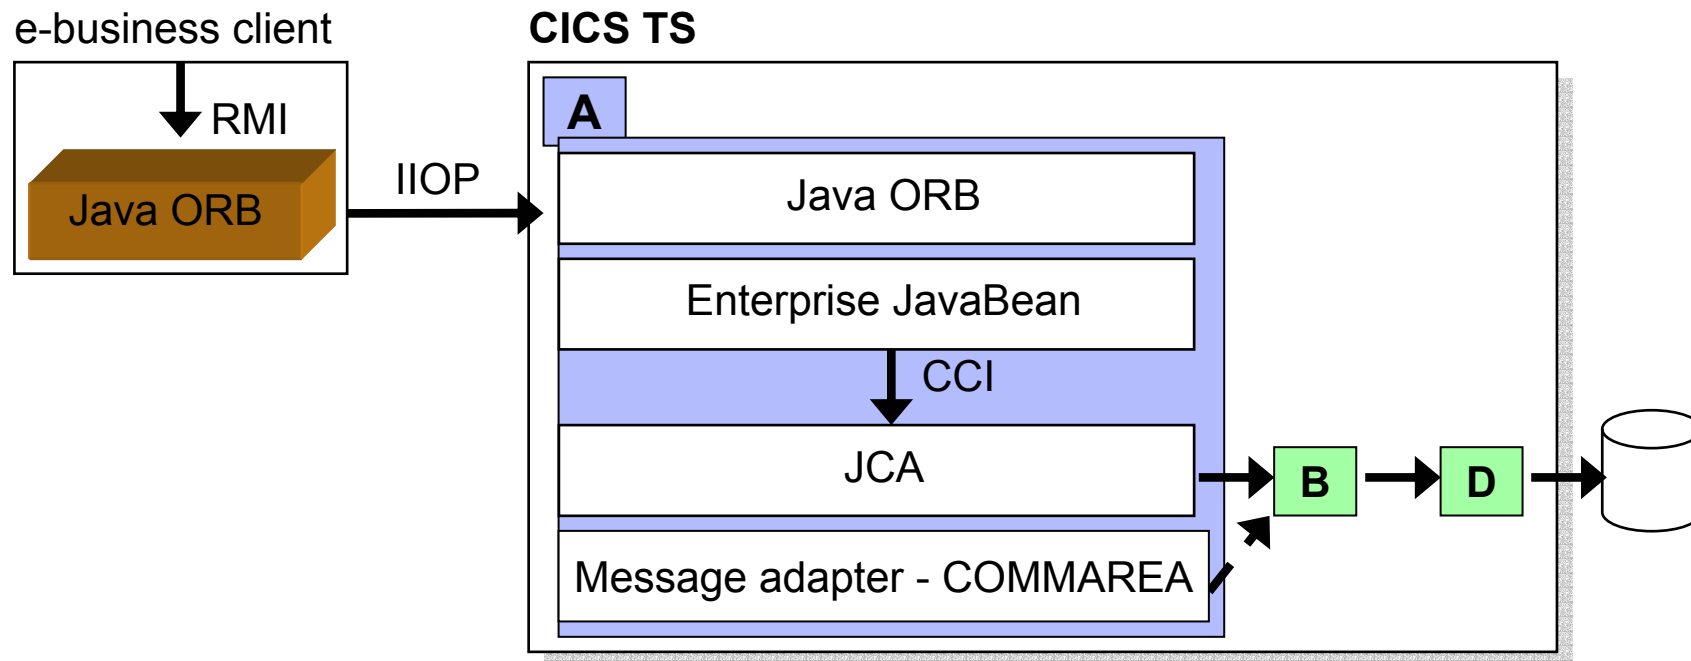 e-business client
CICS TS
A
RMI
Java ORB
IIOP
Java ORB
Enterprise JavaBean
CCI
JCA
B
D
Message adapter - COMMAREA